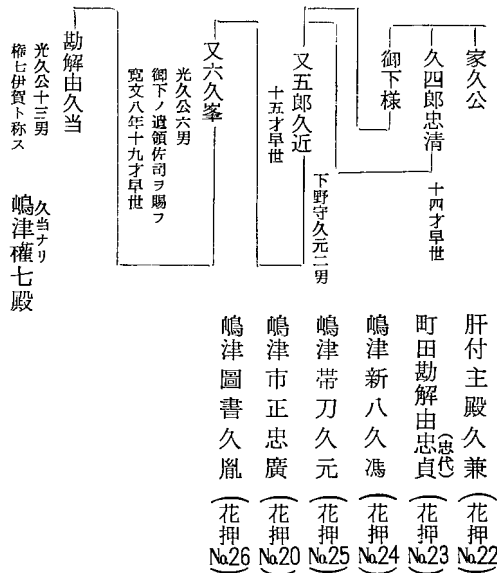 肝付主殿久兼(花押No.22)
町田勘解由忠貞(忠代)(花押No.23)
嶋津新八久馮(花押No.24)
嶋津帯刀久元(花押No.25)
嶋津市正忠廣(花押No.20)
嶋津圖書久胤(花押No.26)
家久公
久四郎忠清
十四才早世
御下様
下野守久元二男
又五郎久近
十五才早世
又六久峯
光久公六男
御下ノ遺領佐司ヲ賜フ
寛文八年十九才早世
勘解由久当
光久公十三男
権七伊賀ト称ス
久当ナリ
嶋津權七殿